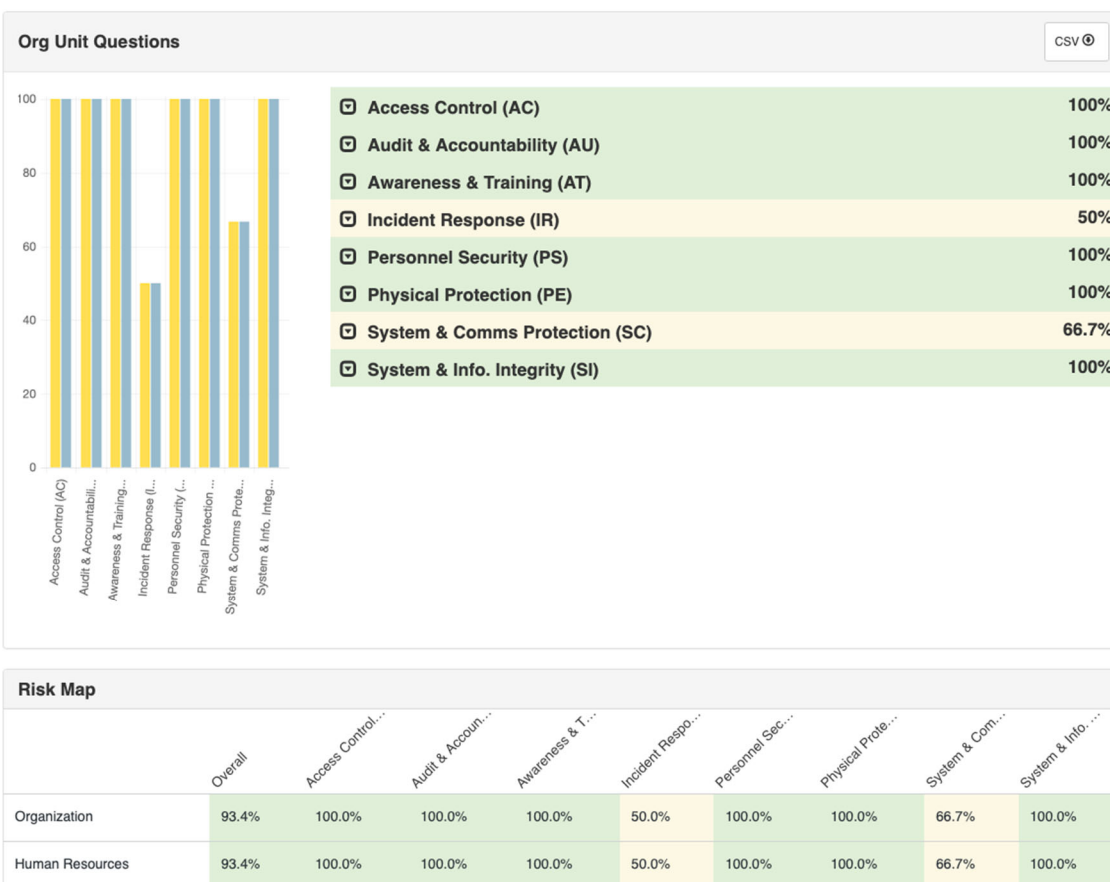 Org Unit Questions
CSV
100
80
60
40
20
0
Access Control (AC)
Audit & Accountabili...
Awareness & Training...
Incident Response (I...
Personnel Security (...
Physical Protection ...
System & Comms Prote...
System & Info. Integ...
Access Control (AC) 100%
Audit & Accountability (AU) 100%
Awareness & Training (AT) 100%
Incident Response (IR) 50%
Personnel Security (PS) 100%
Physical Protection (PE) 100%
System & Comms Protection (SC) 66.7%
System & Info. Integrity (SI) 100%
Risk Map
Overall Access Control... Audit & Accoun... Awareness & T... Incident Respo... Personnel Sec... Physical Prote... System & Com... System & Info. ...
Organization 93.4% 100.0% 100.0% 100.0% 50.0% 100.0% 100.0% 66.7% 100.0%
Human Resources 93.4% 100.0% 100.0% 100.0% 50.0% 100.0% 100.0% 66.7% 100.0%